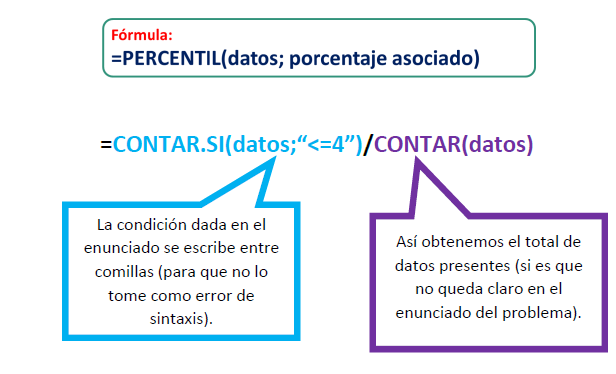 Fórmula:
=PERCENTIL(datos; porcentaje asociado)
=CONTAR.SI(datos;“<=4”)/CONTAR(datos)
La condición dada en el
enunciado se escribe entre
comillas (para que no lo
tome como error de
sintaxis).
Así obtenemos el total de
datos presentes (si es que
no queda claro en el
enunciado del problema).